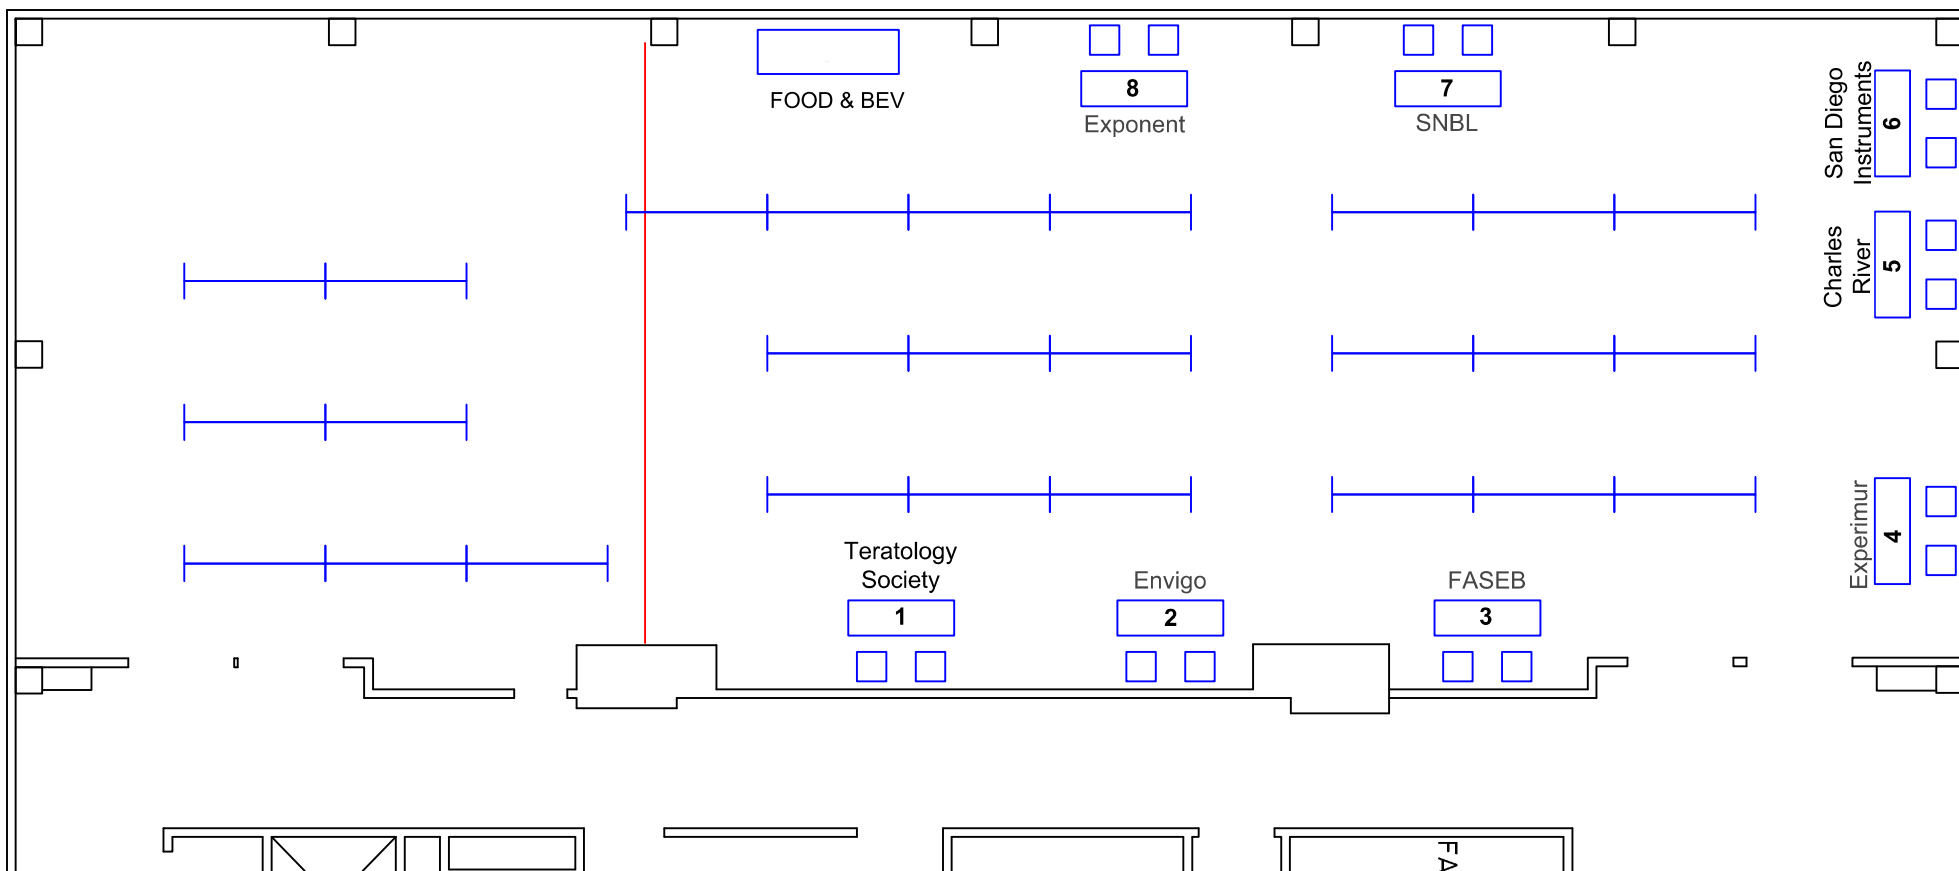 FOOD & BEV
8
Exponent
7
SNBL
San Diego
Instruments
6
Charles
River
5
Experimur
4
Teratology
Society
1
Envigo
2
FASEB
3
FA